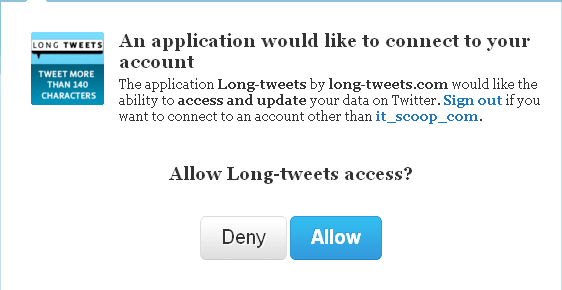 LONG TWEETS
TWEET MORE
THAN 140
CHARACTERS
An application would like to connect to your
account
The application Long-tweets by long-tweets.com would like the
ability to access and update your data on Twitter. Sign out if you
want to connect to an account other than it_scoop_com.
Allow Long-tweets access?
Deny Allow